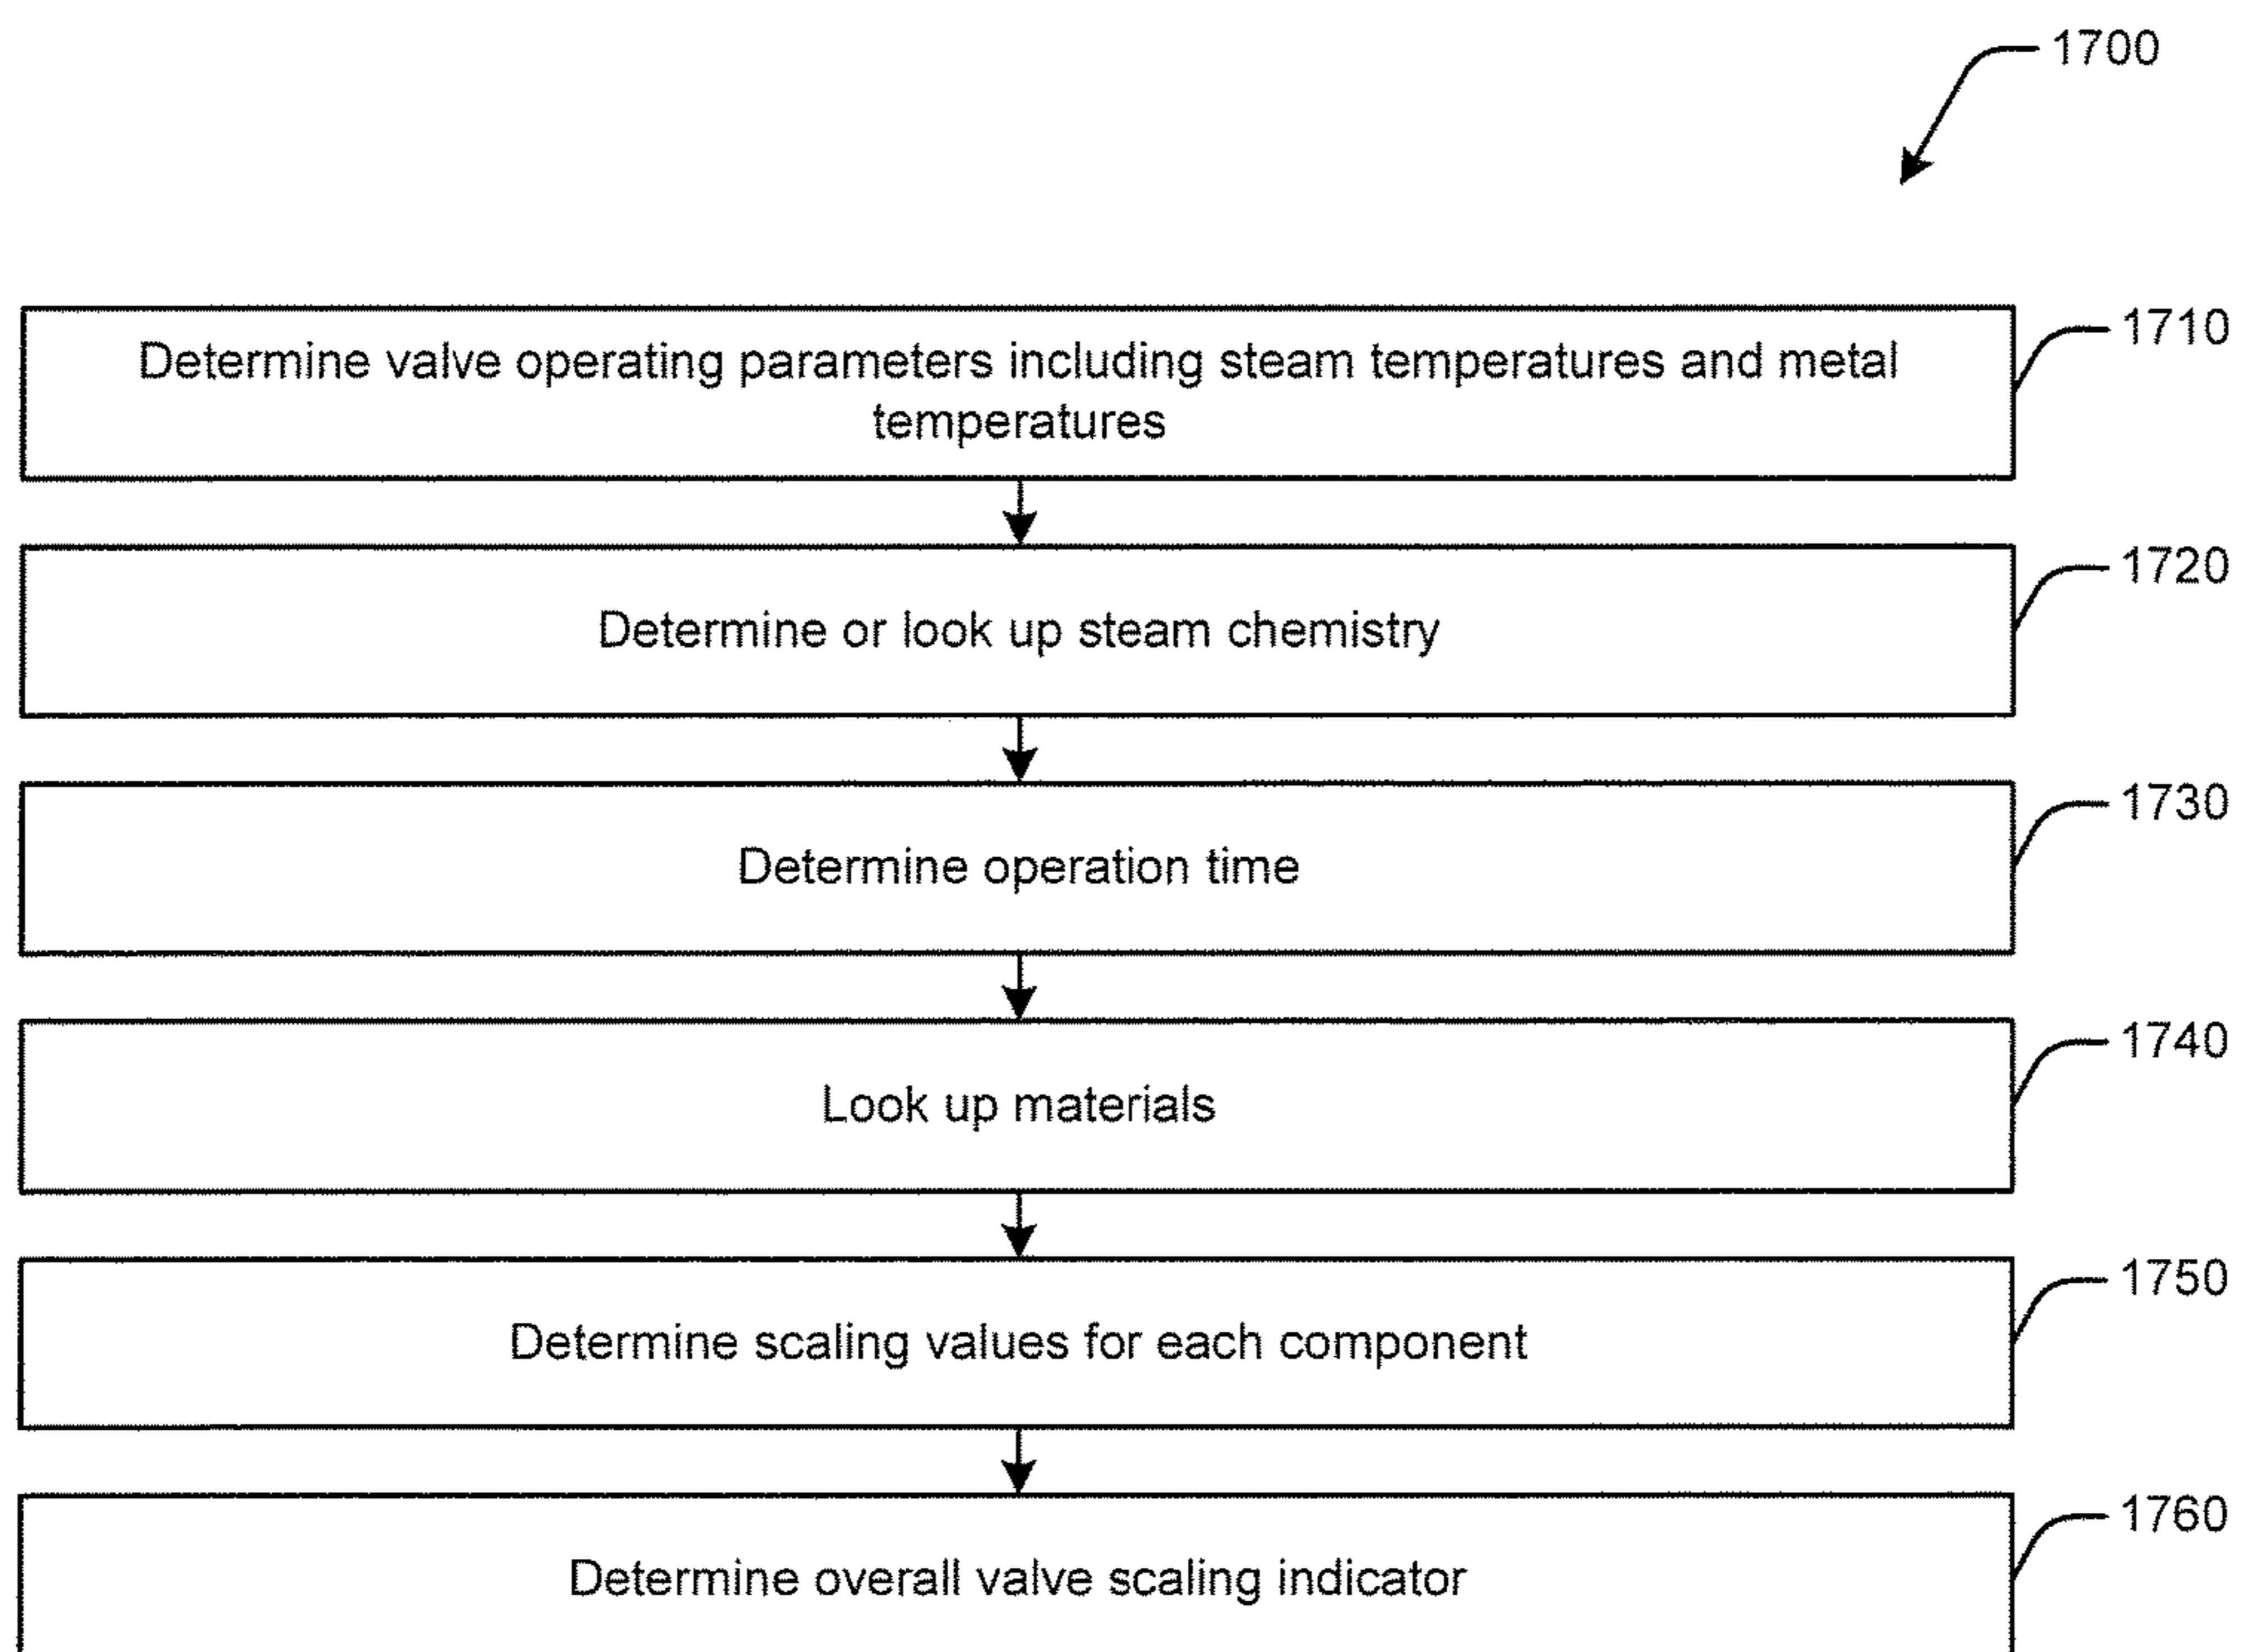 1700
Determine valve operating parameters including steam temperatures and metal
temperatures
1710
Determine or look up steam chemistry
1720
Determine operation time
1730
Look up materials
1740
Determine scaling values for each component
1750
Determine overall valve scaling indicator
1760